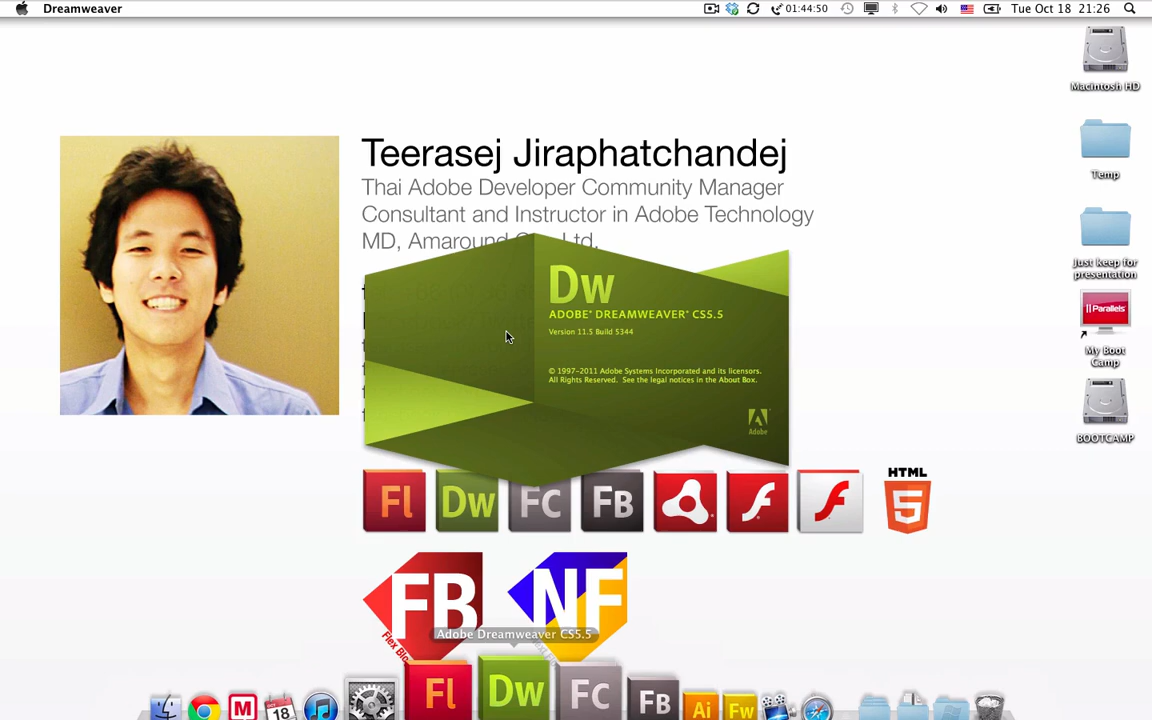 Dreamweaver
01:44:50
Tue Oct 18 21:26
Macintosh HD
Temp
Just keep for
presentation
Parallels
My Boot
Camp
BOOTCAMP
Teerasej Jiraphatchandej
Thai Adobe Developer Community Manager
Consultant and Instructor in Adobe Technology
MD, Amaround Ltd.
Dw
ADOBE® DREAMWEAVER® CS5.5
Version 11.5 Build 5344
© 1997-2011 Adobe Systems Incorporated and its licensors.
All Rights Reserved. See the legal notices in the About Box.
Adobe
Fl Dw FC FB
HTML
5
FB NF
Flex
Adobe Dreamweaver CS5.5
M 18 Fl Dw FC FB Ai Fw